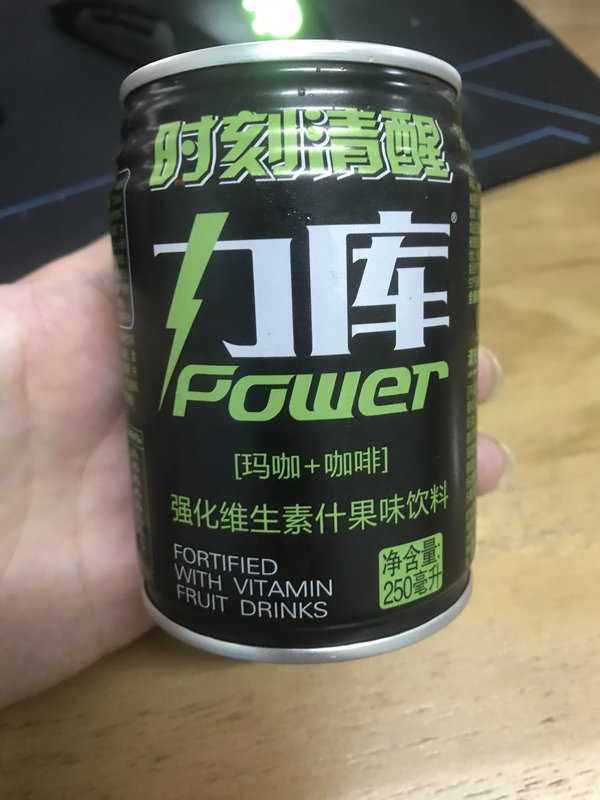 时刻清醒
力库®
Power
[玛咖+咖啡]
强化维生素什果味饮料
FORTIFIED
WITH VITAMIN
FRUIT DRINKS
净含量:
250毫升